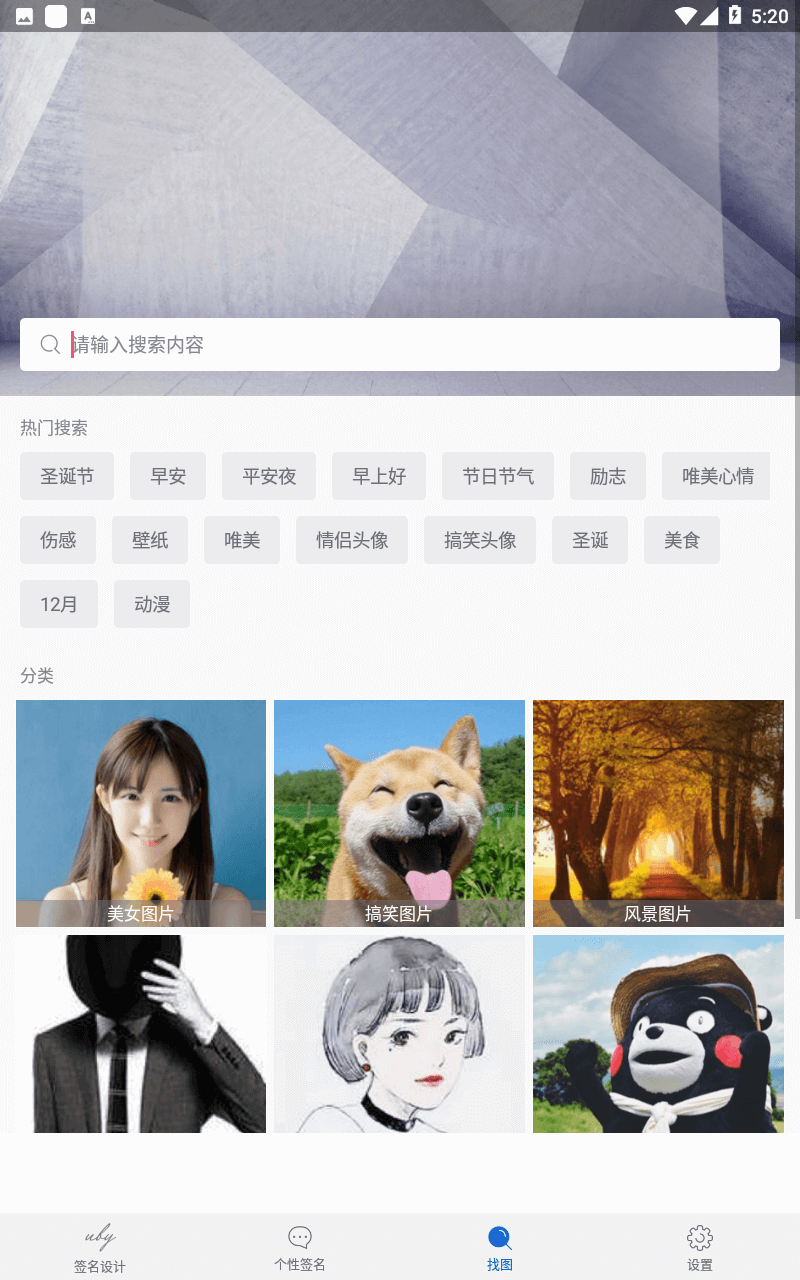 5:20
请输入搜索内容
热门搜索
圣诞节 早安 平安夜 早上好 节日节气 励志 唯美心情
伤感 壁纸 唯美 情侣头像 搞笑头像 圣诞 美食
12月 动漫
分类
美女图片 搞笑图片 风景图片
uby
签名设计 个性签名 找图 设置